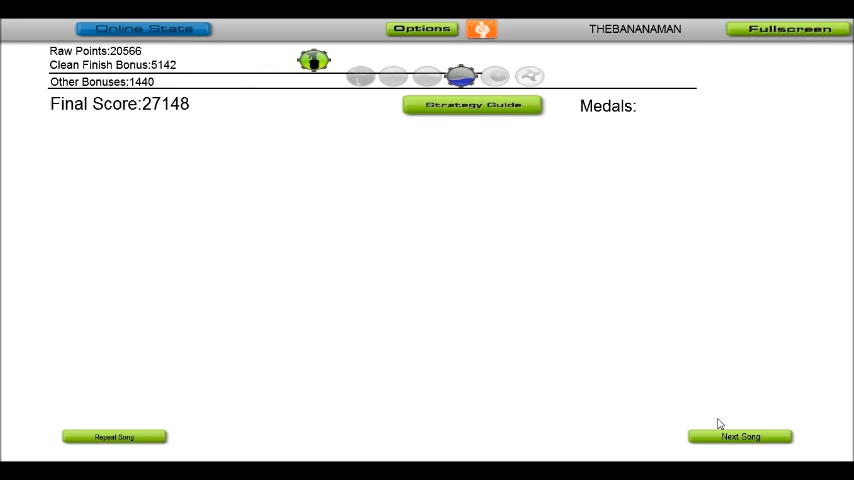 Online Stats
Options
THEBANANAMAN
Fullscreen
Raw Points:20566
Clean Finish Bonus:5142
Other Bonuses:1440
Final Score:27148
Strategy Guide
Medals:
Repeat Song
Next Song